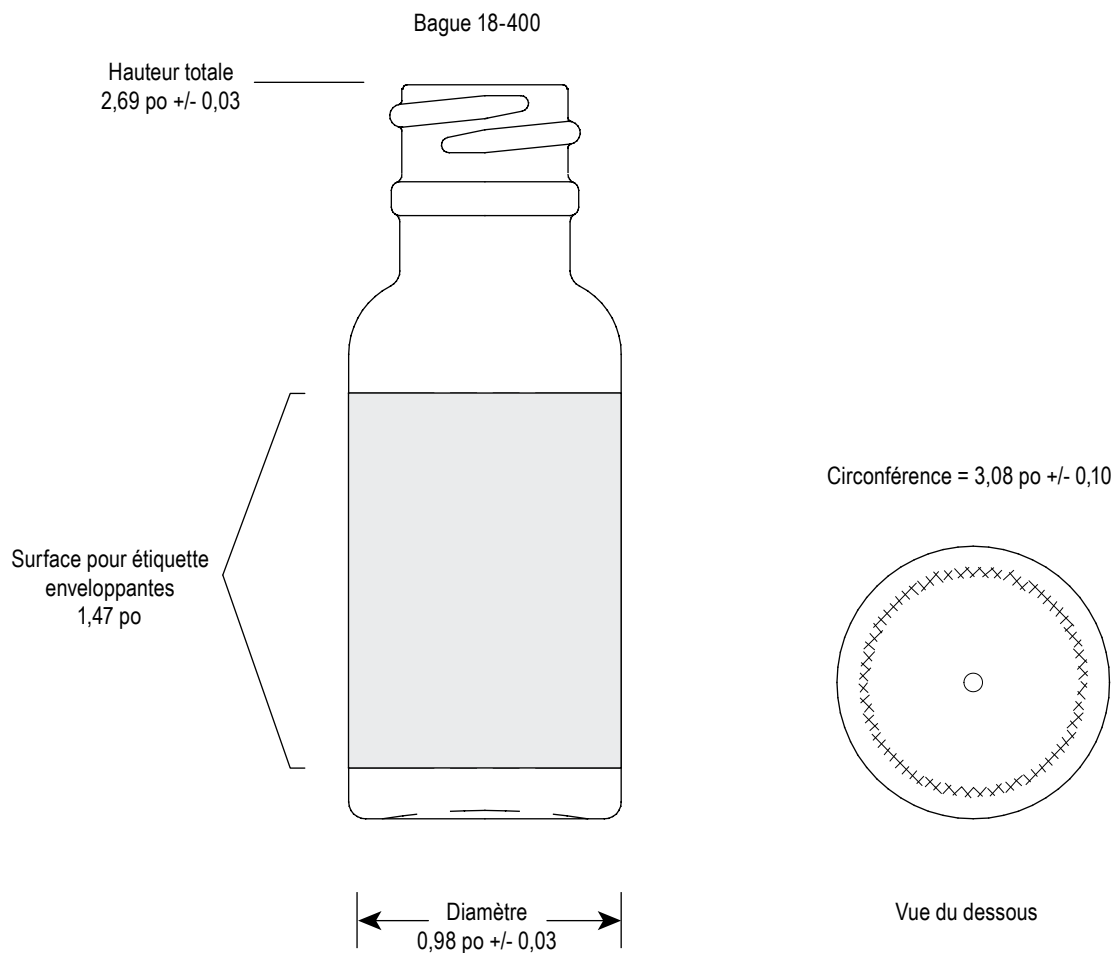 Bague 18-400
Hauteur totale
2,69 po +/- 0,03
Circonférence = 3,08 po +/- 0,10
Surface pour étiquette
enveloppantes
1,47 po
Diamètre
0,98 po +/- 0,03
Vue du dessous